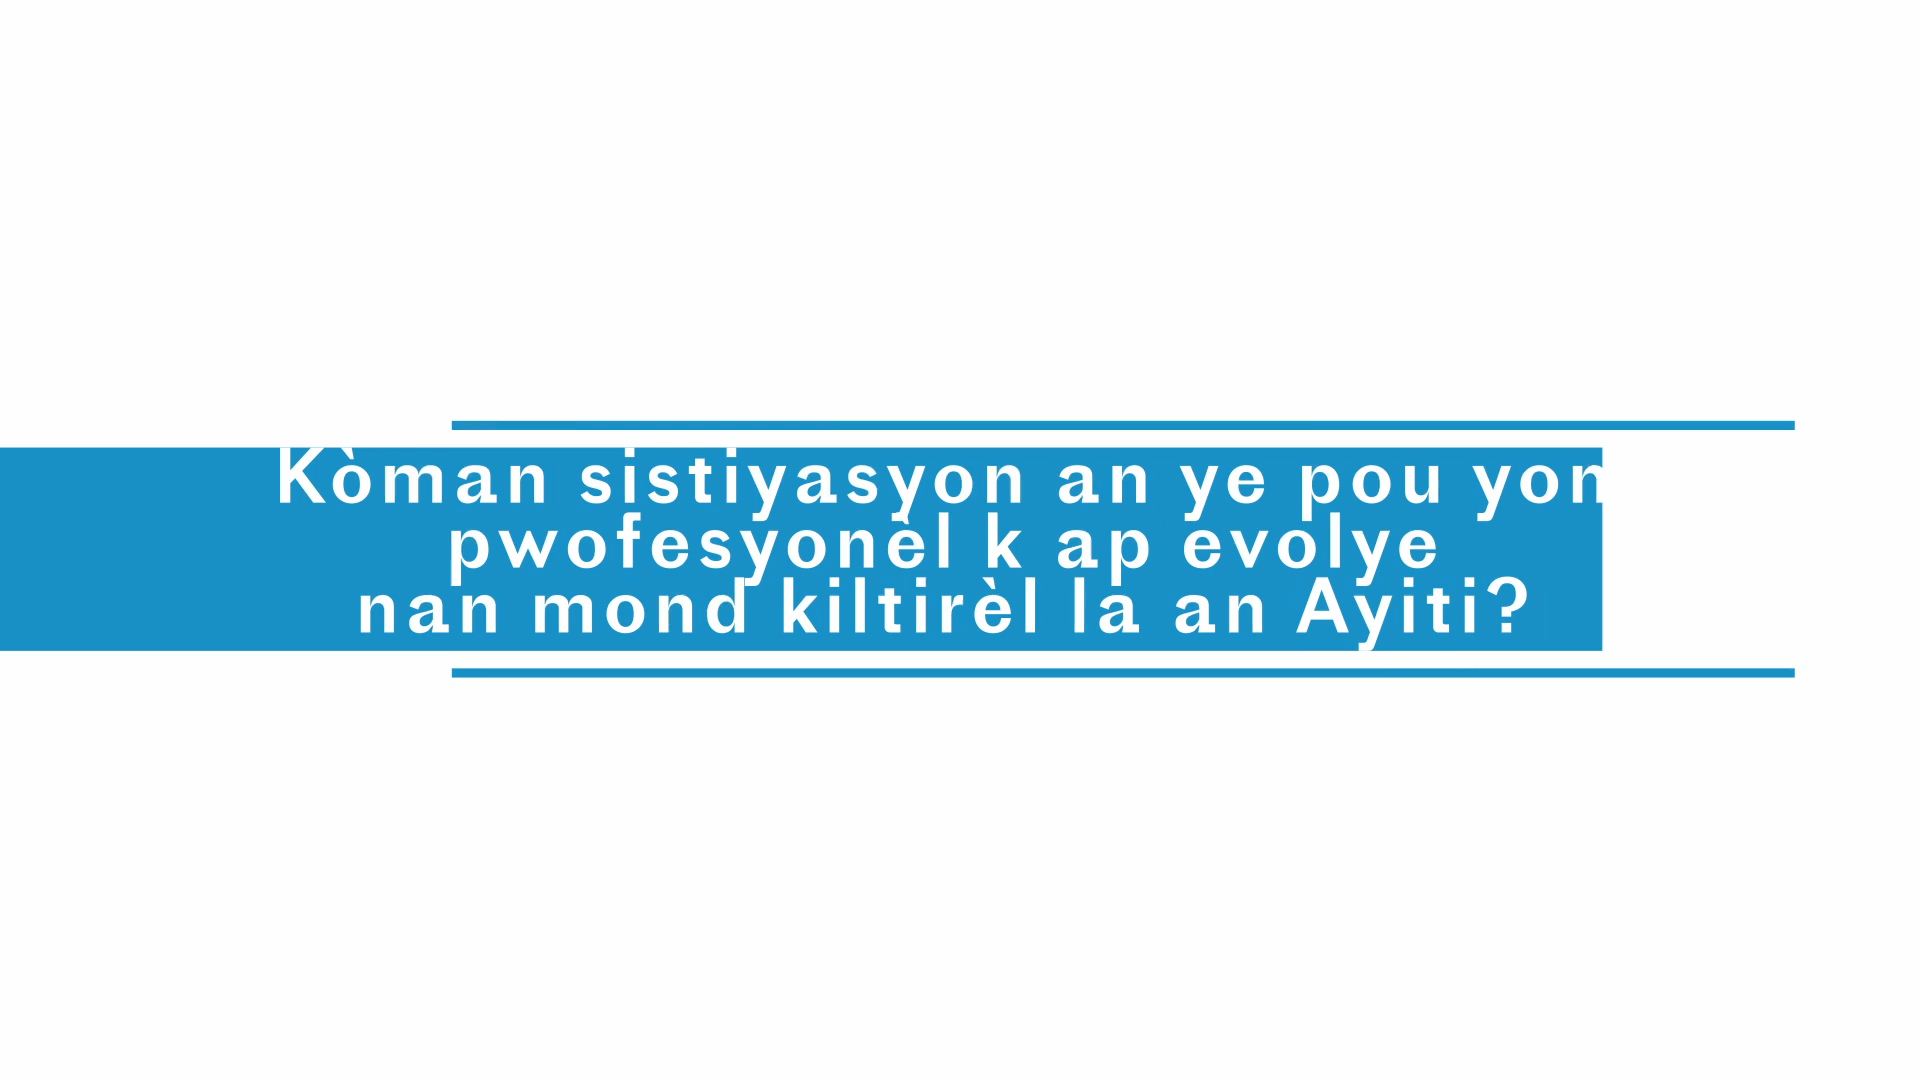 Kòman sistiyasyon an ye pou yon
pwofesyonèl k ap evolye
nan mond kiltirèl la an Ayiti?